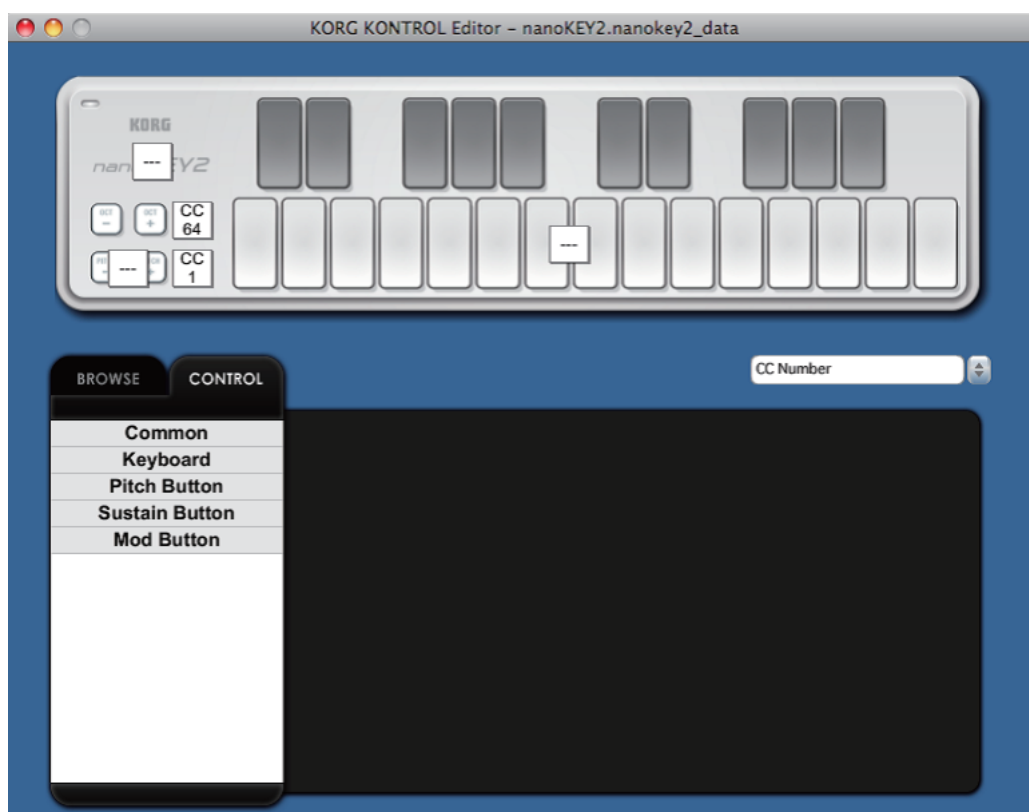 KORG KONTROL Editor – nanoKEY2.nanokey2_data
KORG
nan --- EY2
OCT OCT CC
- + 64
--- + CC
1
---
BROWSE CONTROL CC Number
Common
Keyboard
Pitch Button
Sustain Button
Mod Button